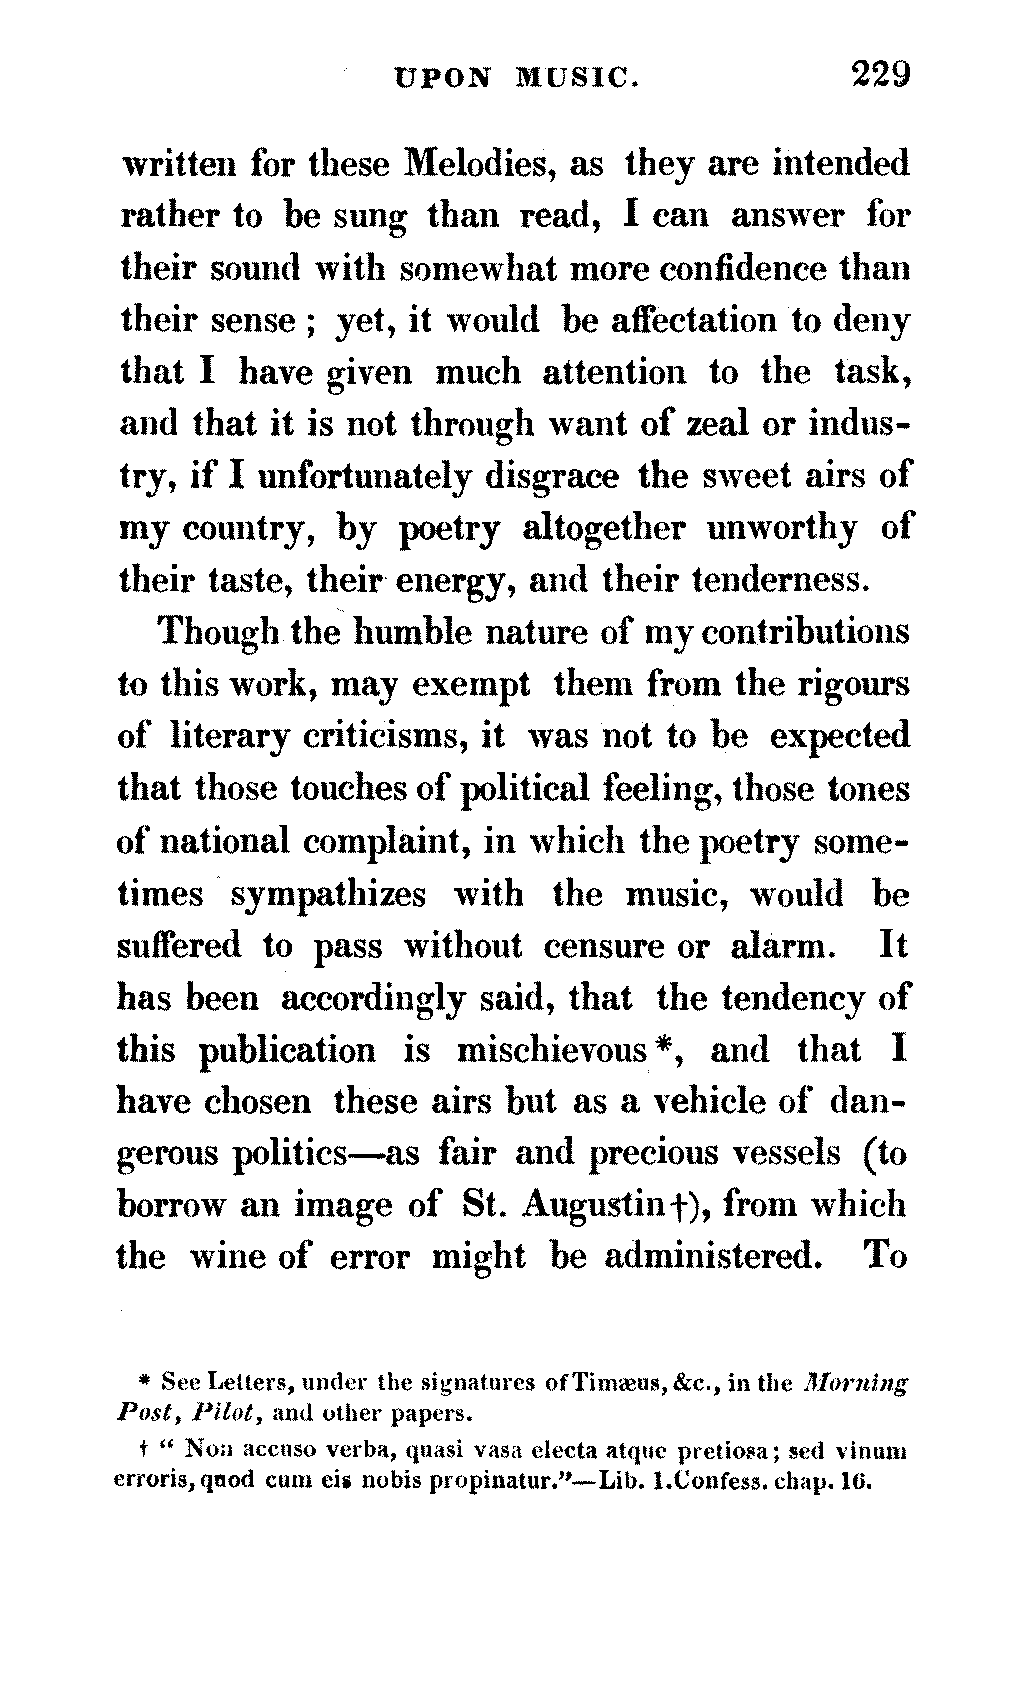 UPON MUSIC. 229
written for these Melodies, as they are intended
rather to be sung than read, I can answer for
their sound with somewhat more confidence than
their sense ; yet, it would be affectation to deny
that I have given much attention to the task,
and that it is not through want of zeal or indus-
try, if I unfortunately disgrace the sweet airs of
my country, by poetry altogether unworthy of
their taste, their energy, and their tenderness.
Though the humble nature of my contributions
to this work, may exempt them from the rigours
of literary criticisms, it was not to be expected
that those touches of political feeling, those tones
of national complaint, in which the poetry some-
times sympathizes with the music, would be
suffered to pass without censure or alarm. It
has been accordingly said, that the tendency of
this publication is mischievous *, and that I
have chosen these airs but as a vehicle of dan-
gerous politics—as fair and precious vessels (to
borrow an image of St. Augustin†), from which
the wine of error might be administered. To
* See Letters, under the signatures of Timæus, &c., in the Morning
Post, Pilot, and other papers.
† “ Non accuso verba, quasi vasa electa atque pretiosa; sed vinum
erroris, quod cum eis nobis propinatur.”—Lib. 1. Confess. chap. 16.